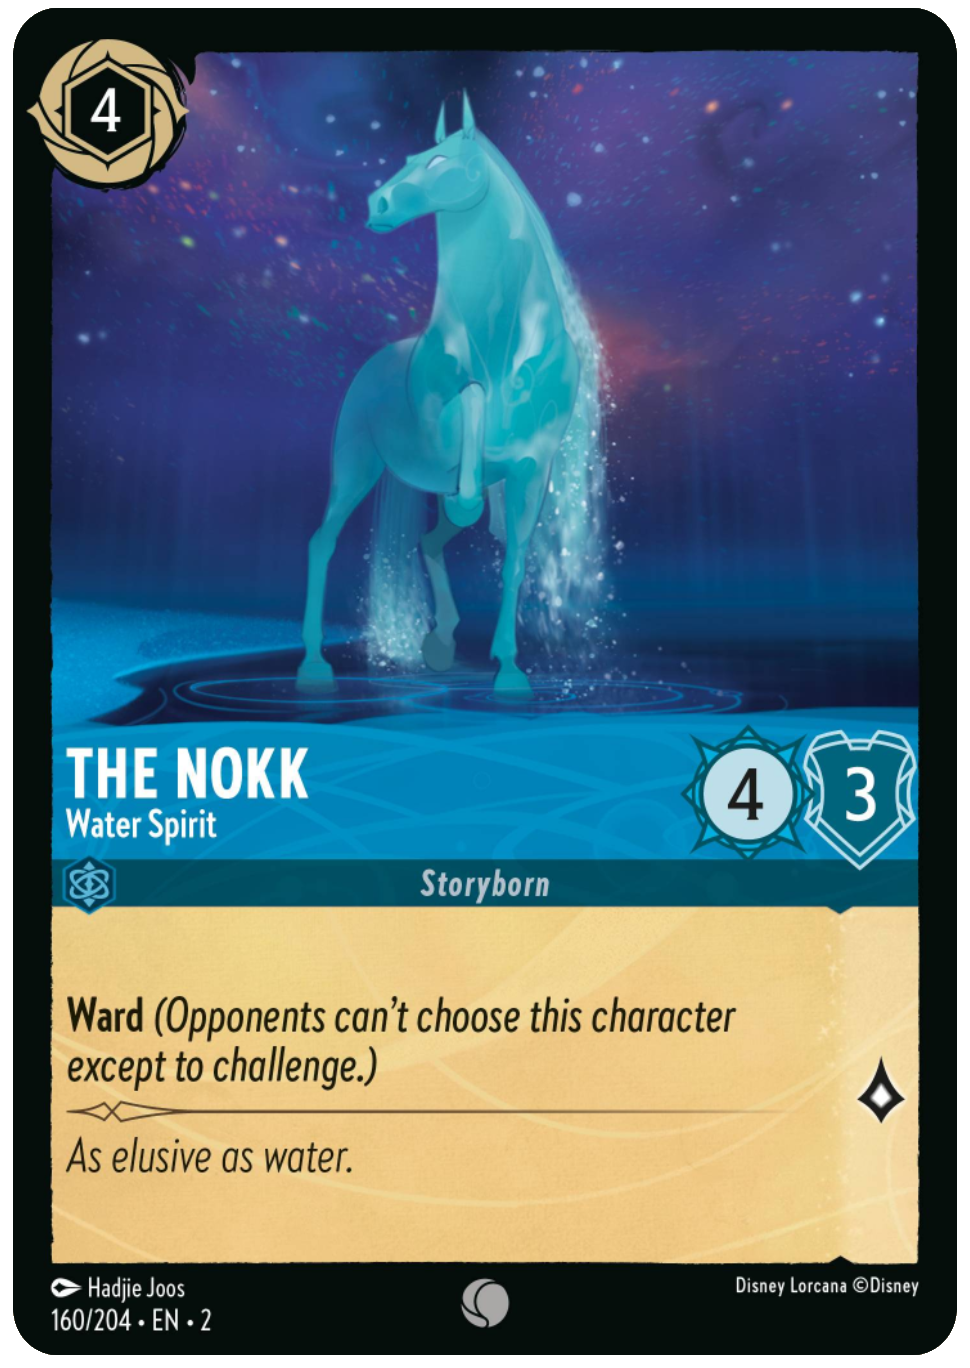 4
THE NOKK
Water Spirit
4
3
Storyborn
Ward (Opponents can't choose this character
except to challenge.)
As elusive as water.
Hadjie Joos
Disney Lorcana ©Disney
160/204 • EN • 2